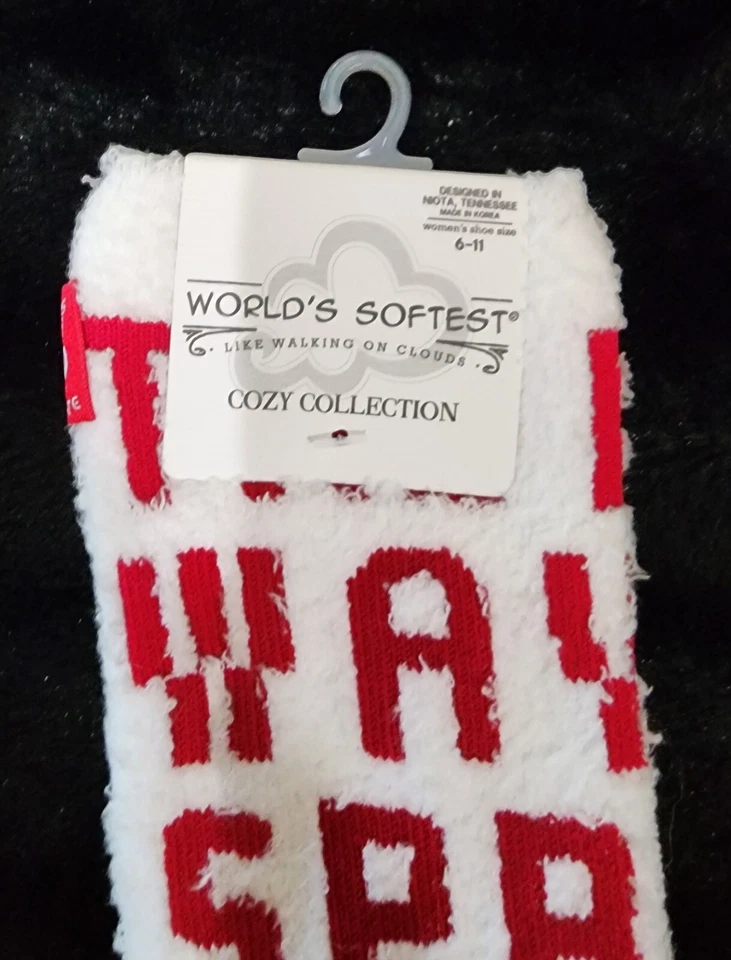 DESIGNED IN
NIOTA, TENNESSEE
MADE IN KOREA
women's shoe size
6-11
WORLD'S SOFTEST®
. LIKE WALKING ON CLOUDS .
COZY COLLECTION
WAY